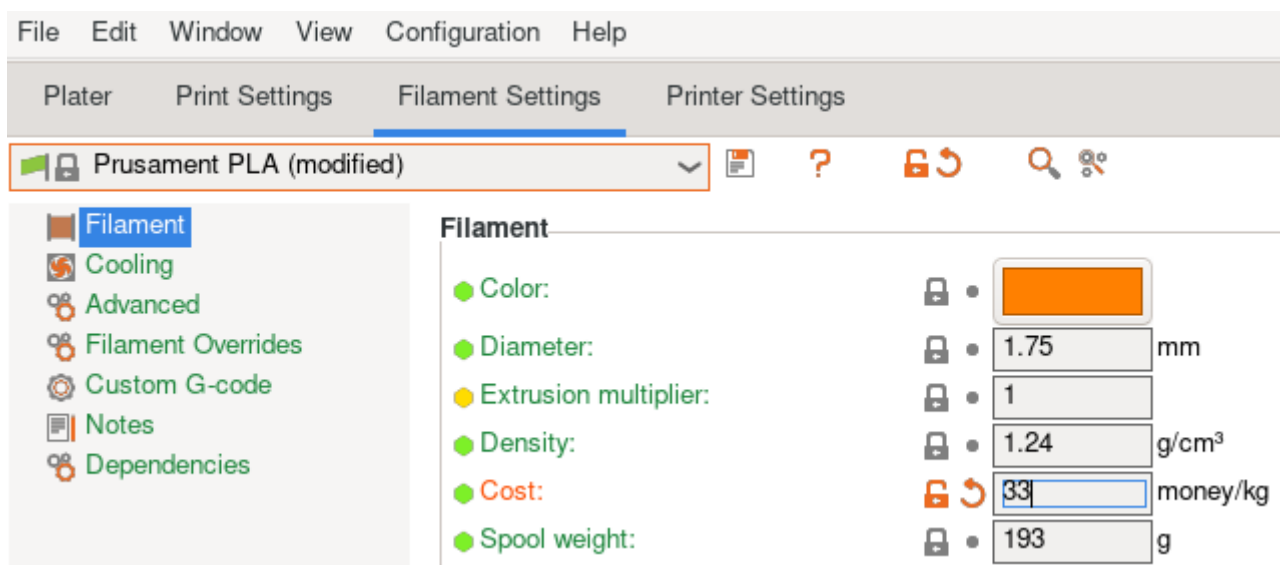 File Edit Window View Configuration Help
Plater Print Settings Filament Settings Printer Settings
Prusament PLA (modified)
?
Filament
Cooling
Advanced
Filament Overrides
Custom G-code
Notes
Dependencies
Filament
Color:
Diameter: 1.75 mm
Extrusion multiplier: 1
Density: 1.24 g/cm³
Cost: 33 money/kg
Spool weight: 193 g